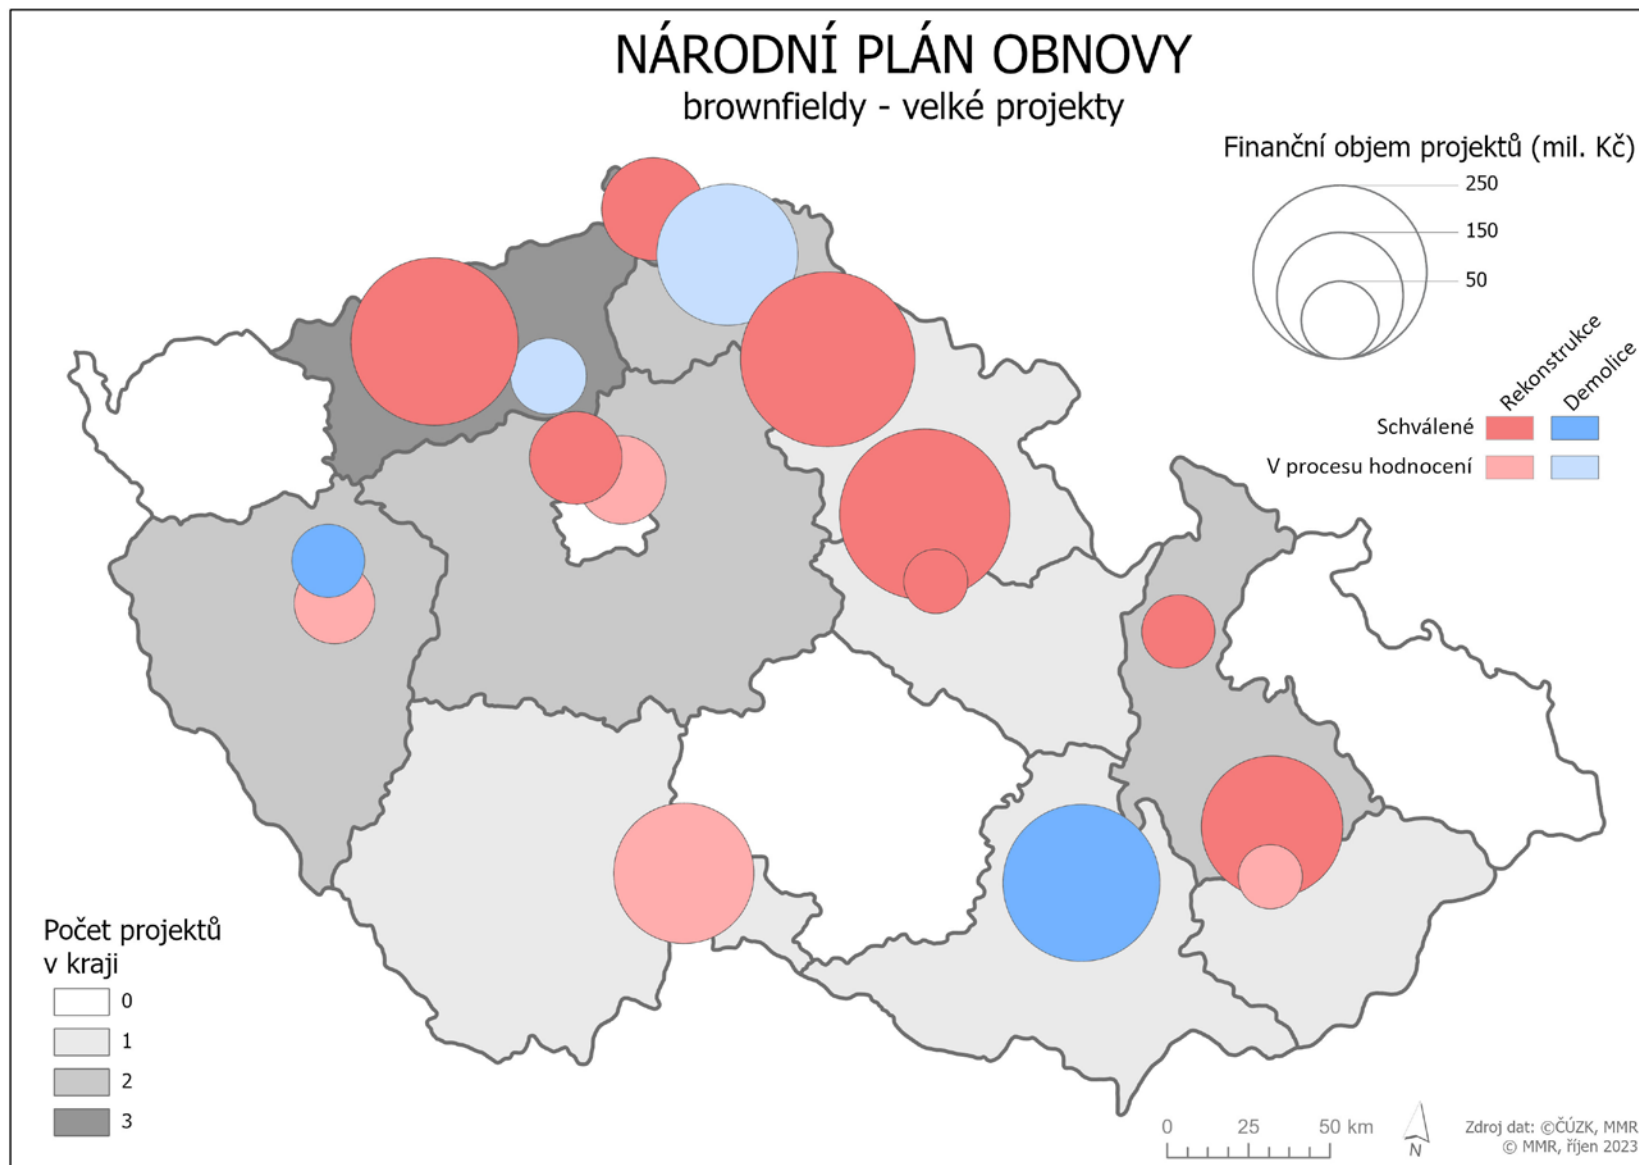 NÁRODNÍ PLÁN OBNOVY
brownfieldy - velké projekty
Finanční objem projektů (mil. Kč)
250
150
50
Rekonstrukce
Demolice
Schválené
V procesu hodnocení
Počet projektů
v kraji
0
1
2
3
0 25 50 km
N
Zdroj dat: ©ČÚZK, MMR
© MMR, říjen 2023